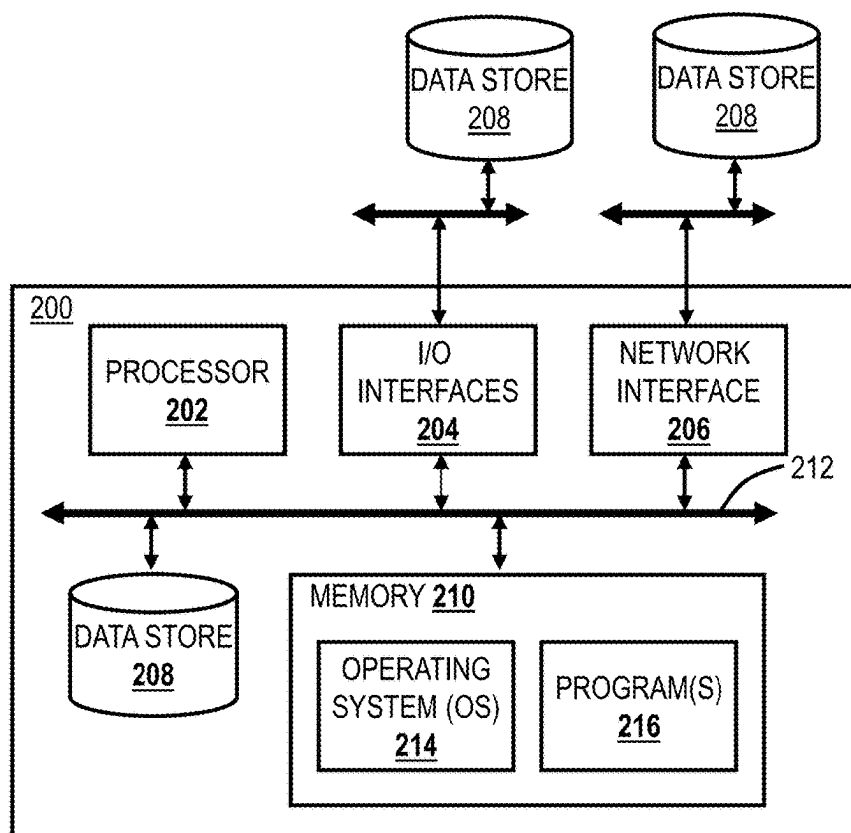 DATA STORE
208
DATA STORE
208
200
PROCESSOR
202
I/O
INTERFACES
204
NETWORK
INTERFACE
206
212
DATA STORE
208
MEMORY 210
OPERATING
SYSTEM (OS)
214
PROGRAM(S)
216